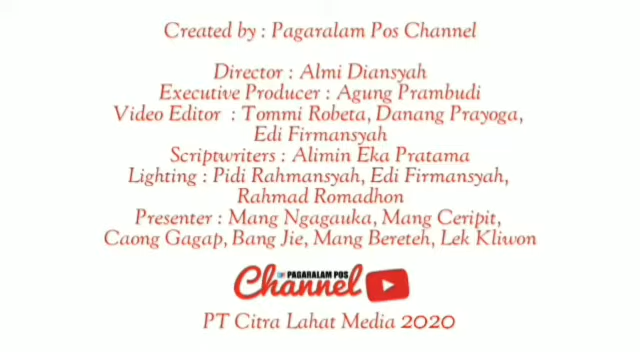 Created by : Pagaralam Pos Channel
Director : Almi Diansyah
Executive Producer : Agung Prambudi
Video Editor : Tommi Robeta, Danang Prayoga,
Edi Firmansyah
Scriptwriters : Alimin Eka Pratama
Lighting : Pidi Rahmansyah, Edi Firmansyah,
Rahmad Romadhon
Presenter : Mang Ngagauka, Mang Ceripit,
Caong Gagap, Bang Jie, Mang Bereteh, Lek Kliwon
PAGARALAM POS
Channel
PT Citra Lahat Media 2020